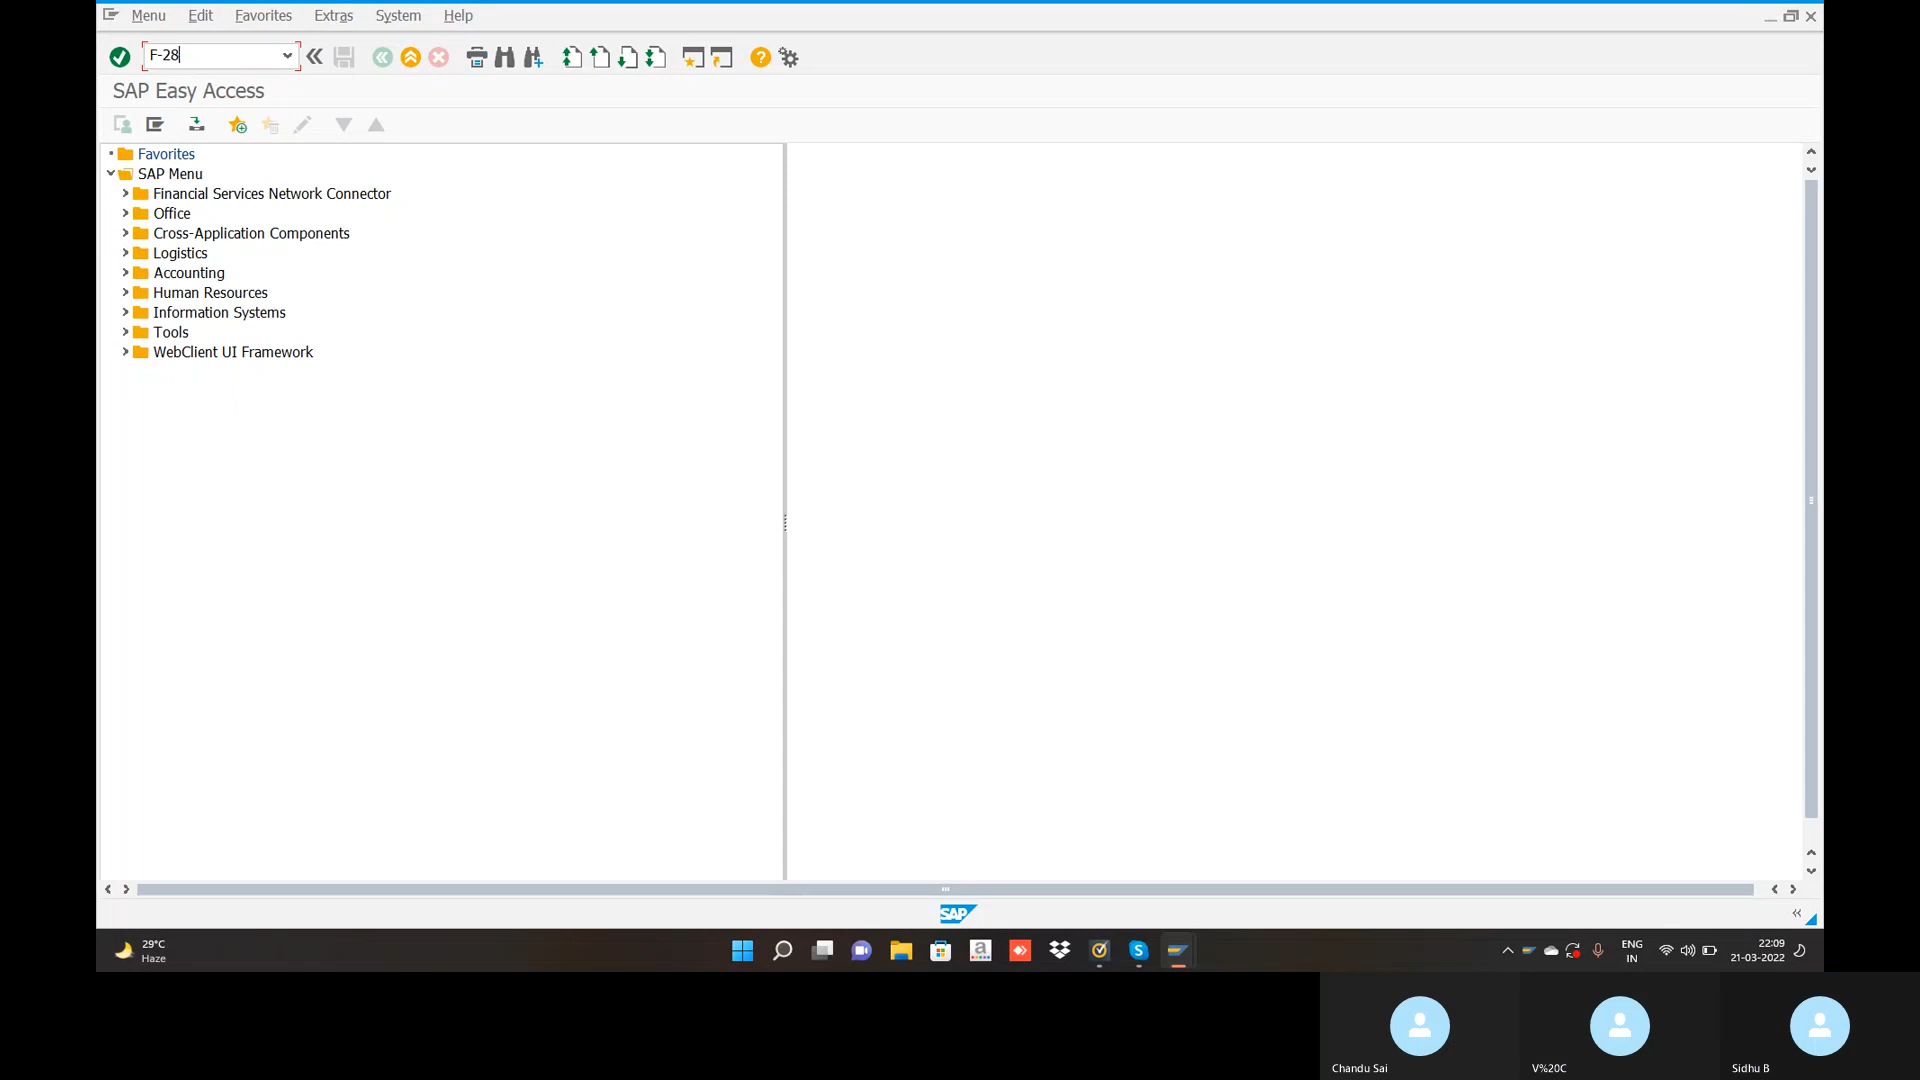 Menu Edit Favorites Extras System Help
F-28
SAP Easy Access
Favorites
SAP Menu
Financial Services Network Connector
Office
Cross-Application Components
Logistics
Accounting
Human Resources
Information Systems
Tools
WebClient UI Framework
SAP
29°C
Haze
ENG
IN
22:09
21-03-2022
Chandu Sai
V%20C
Sidhu B